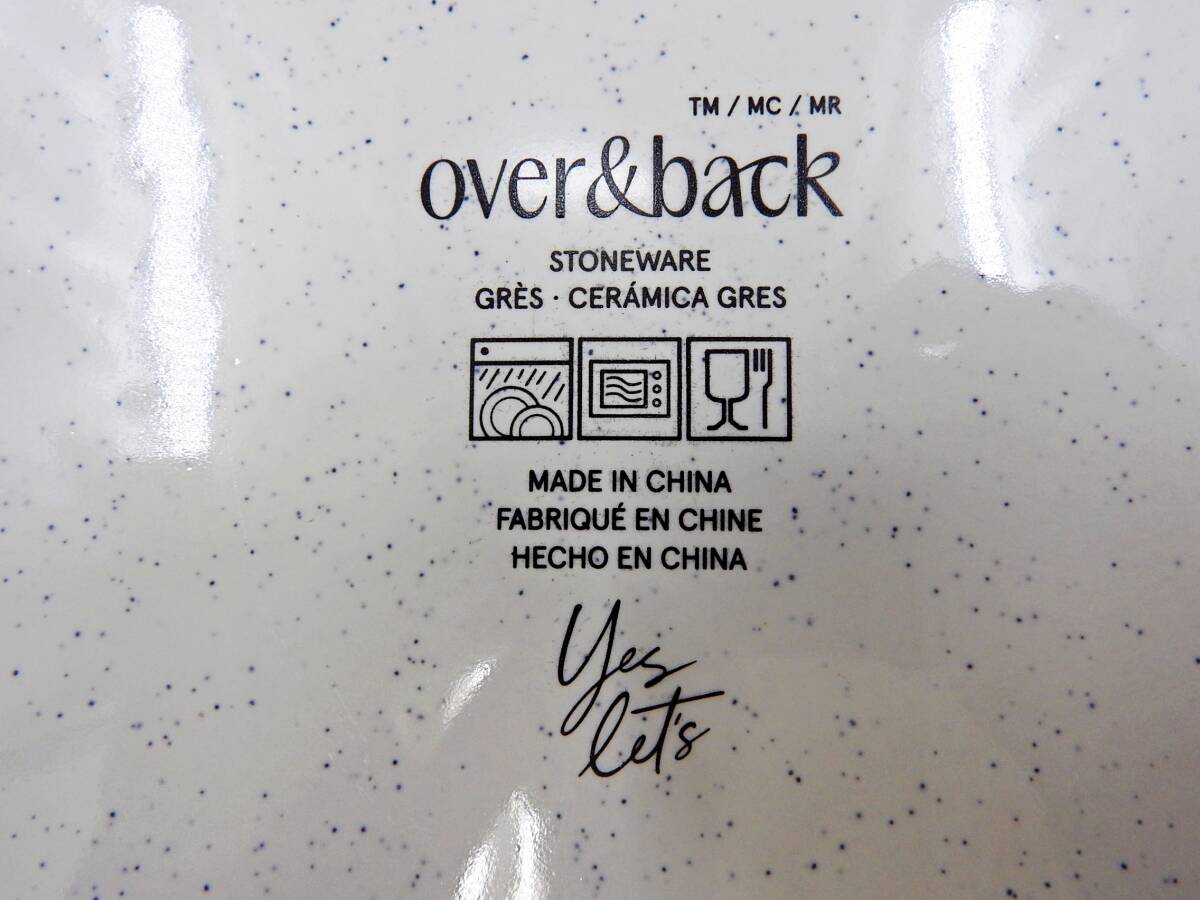 TM / MC / MR
over&back
STONEWARE
GRÈS · CERÁMICA GRES
MADE IN CHINA
FABRIQUÉ EN CHINE
HECHO EN CHINA
Yes
let's